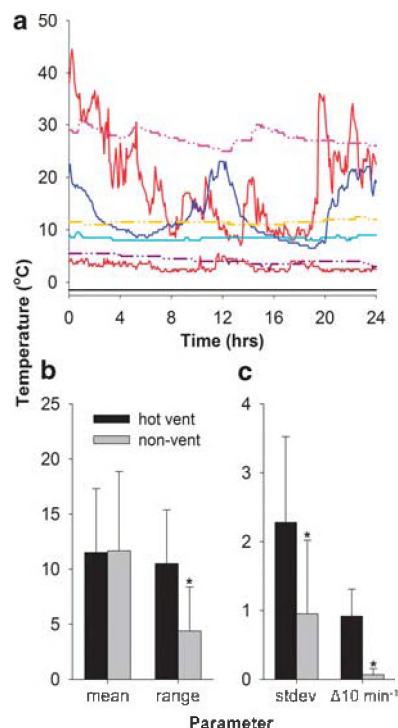 a
50
40
30
20
10
0
0 4 8 12 16 20 24
Time (hrs)
Temperature (°C)
b
25
20
15
10
5
0
hot vent
non-vent
*
mean range
c
4
3
2
1
0
*
*
stdev Δ10 min⁻¹
Parameter